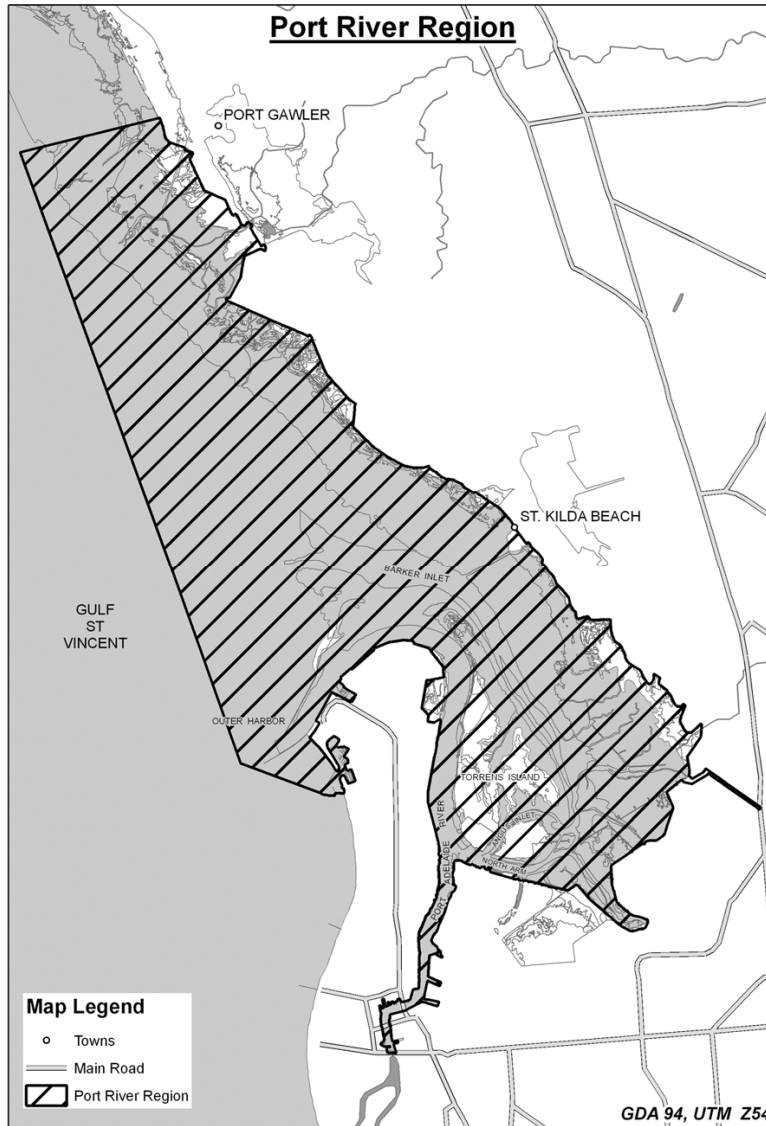 Port River Region
PORT GAWLER
ST. KILDA BEACH
BARKER INLET
GULF
ST
VINCENT
OUTER HARBOR
TORRENS ISLAND
ANGUS INLET
NORTH ARM
PORT ADELAIDE RIVER
Map Legend
Towns
Main Road
Port River Region
GDA 94, UTM Z54